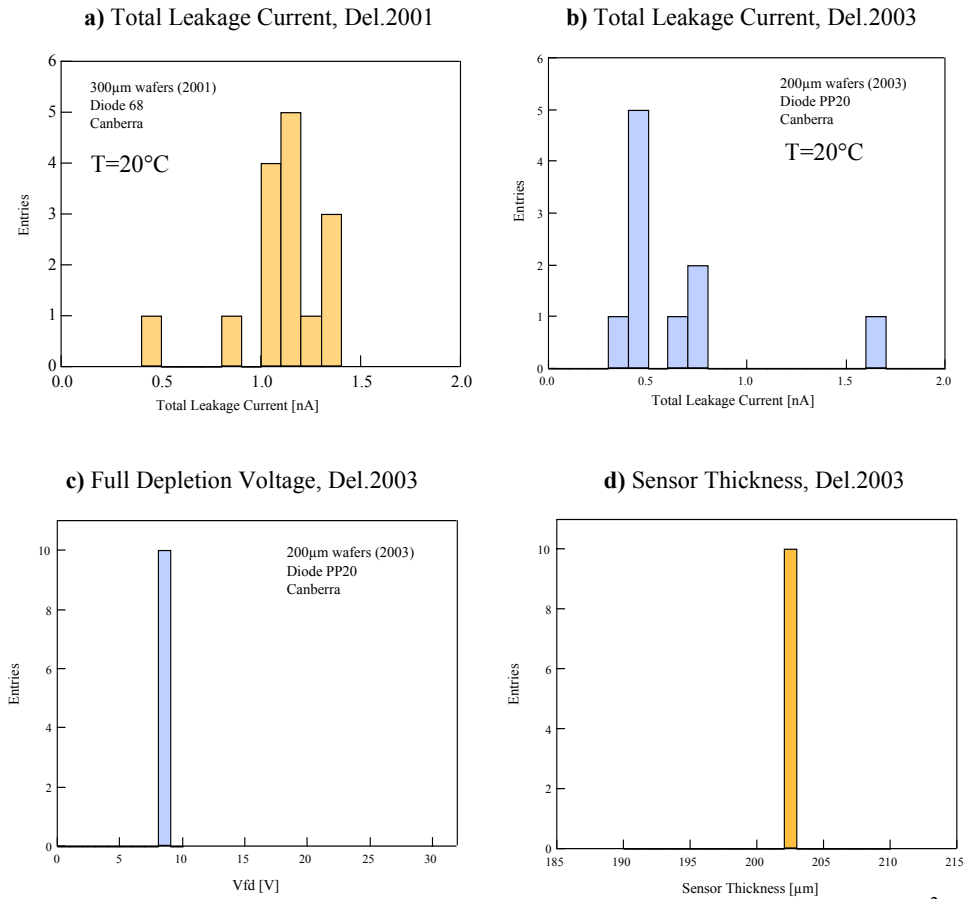 a) Total Leakage Current, Del.2001
6
5
4
3
2
1
0
Entries
300µm wafers (2001)
Diode 68
Canberra
T=20°C
0.0 0.5 1.0 1.5 2.0
Total Leakage Current [nA]
b) Total Leakage Current, Del.2003
6
5
4
3
2
1
0
Entries
200µm wafers (2003)
Diode PP20
Canberra
T=20°C
0.0 0.5 1.0 1.5 2.0
Total Leakage Current [nA]
c) Full Depletion Voltage, Del.2003
10
8
6
4
2
0
Entries
200µm wafers (2003)
Diode PP20
Canberra
0 5 10 15 20 25 30
Vfd [V]
d) Sensor Thickness, Del.2003
10
8
6
4
2
0
Entries
185 190 195 200 205 210 215
Sensor Thickness [µm]